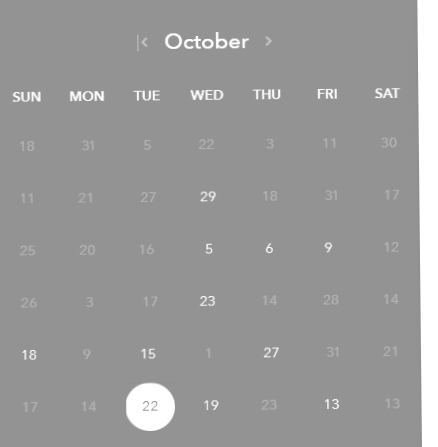 |< October >
SUN MON TUE WED THU FRI SAT
18 31 5 22 3 11 30
11 21 27 29 18 31 17
25 20 16 5 6 9 12
26 3 17 23 14 28 14
18 9 15 1 27 31 21
17 14 22 19 23 13 13